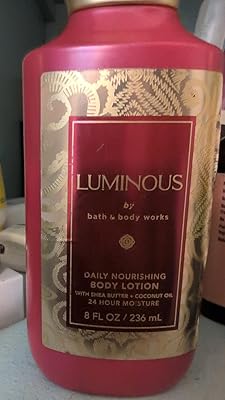 LUMINOUS
by
bath & body works
DAILY NOURISHING
BODY LOTION
WITH SHEA BUTTER + COCONUT OIL
24 HOUR MOISTURE
8 FL OZ / 236 mL